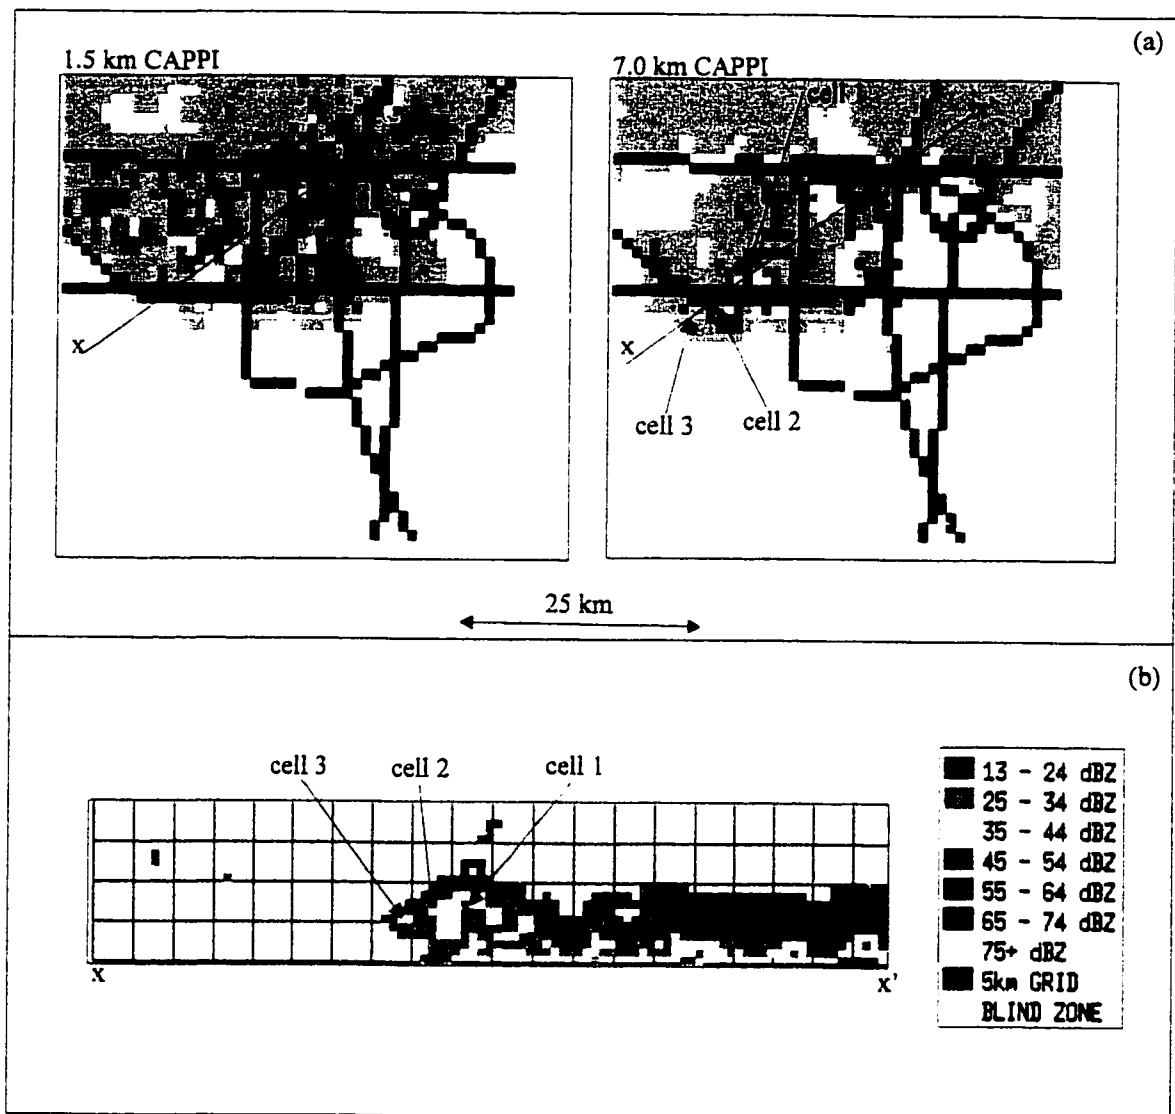 (a)
1.5 km CAPPI
7.0 km CAPPI
x
x
cell 3
cell 2
25 km
(b)
cell 3
cell 2
cell 1
x
x'
13 - 24 dBZ
25 - 34 dBZ
35 - 44 dBZ
45 - 54 dBZ
55 - 64 dBZ
65 - 74 dBZ
75+ dBZ
5km GRID
BLIND ZONE